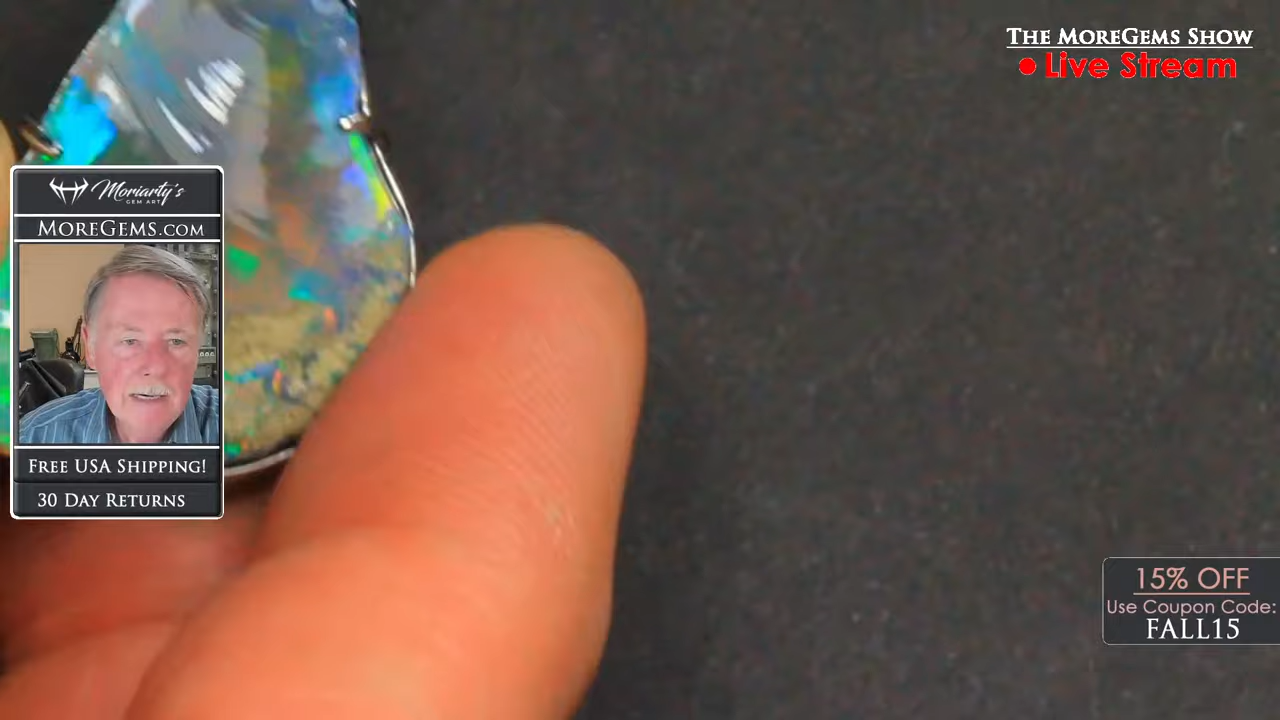 The MoreGems Show
Live Stream
Moriarty's
GEM ART
MoreGems.com
Free USA Shipping!
30 Day Returns
15% OFF
Use Coupon Code:
FALL15